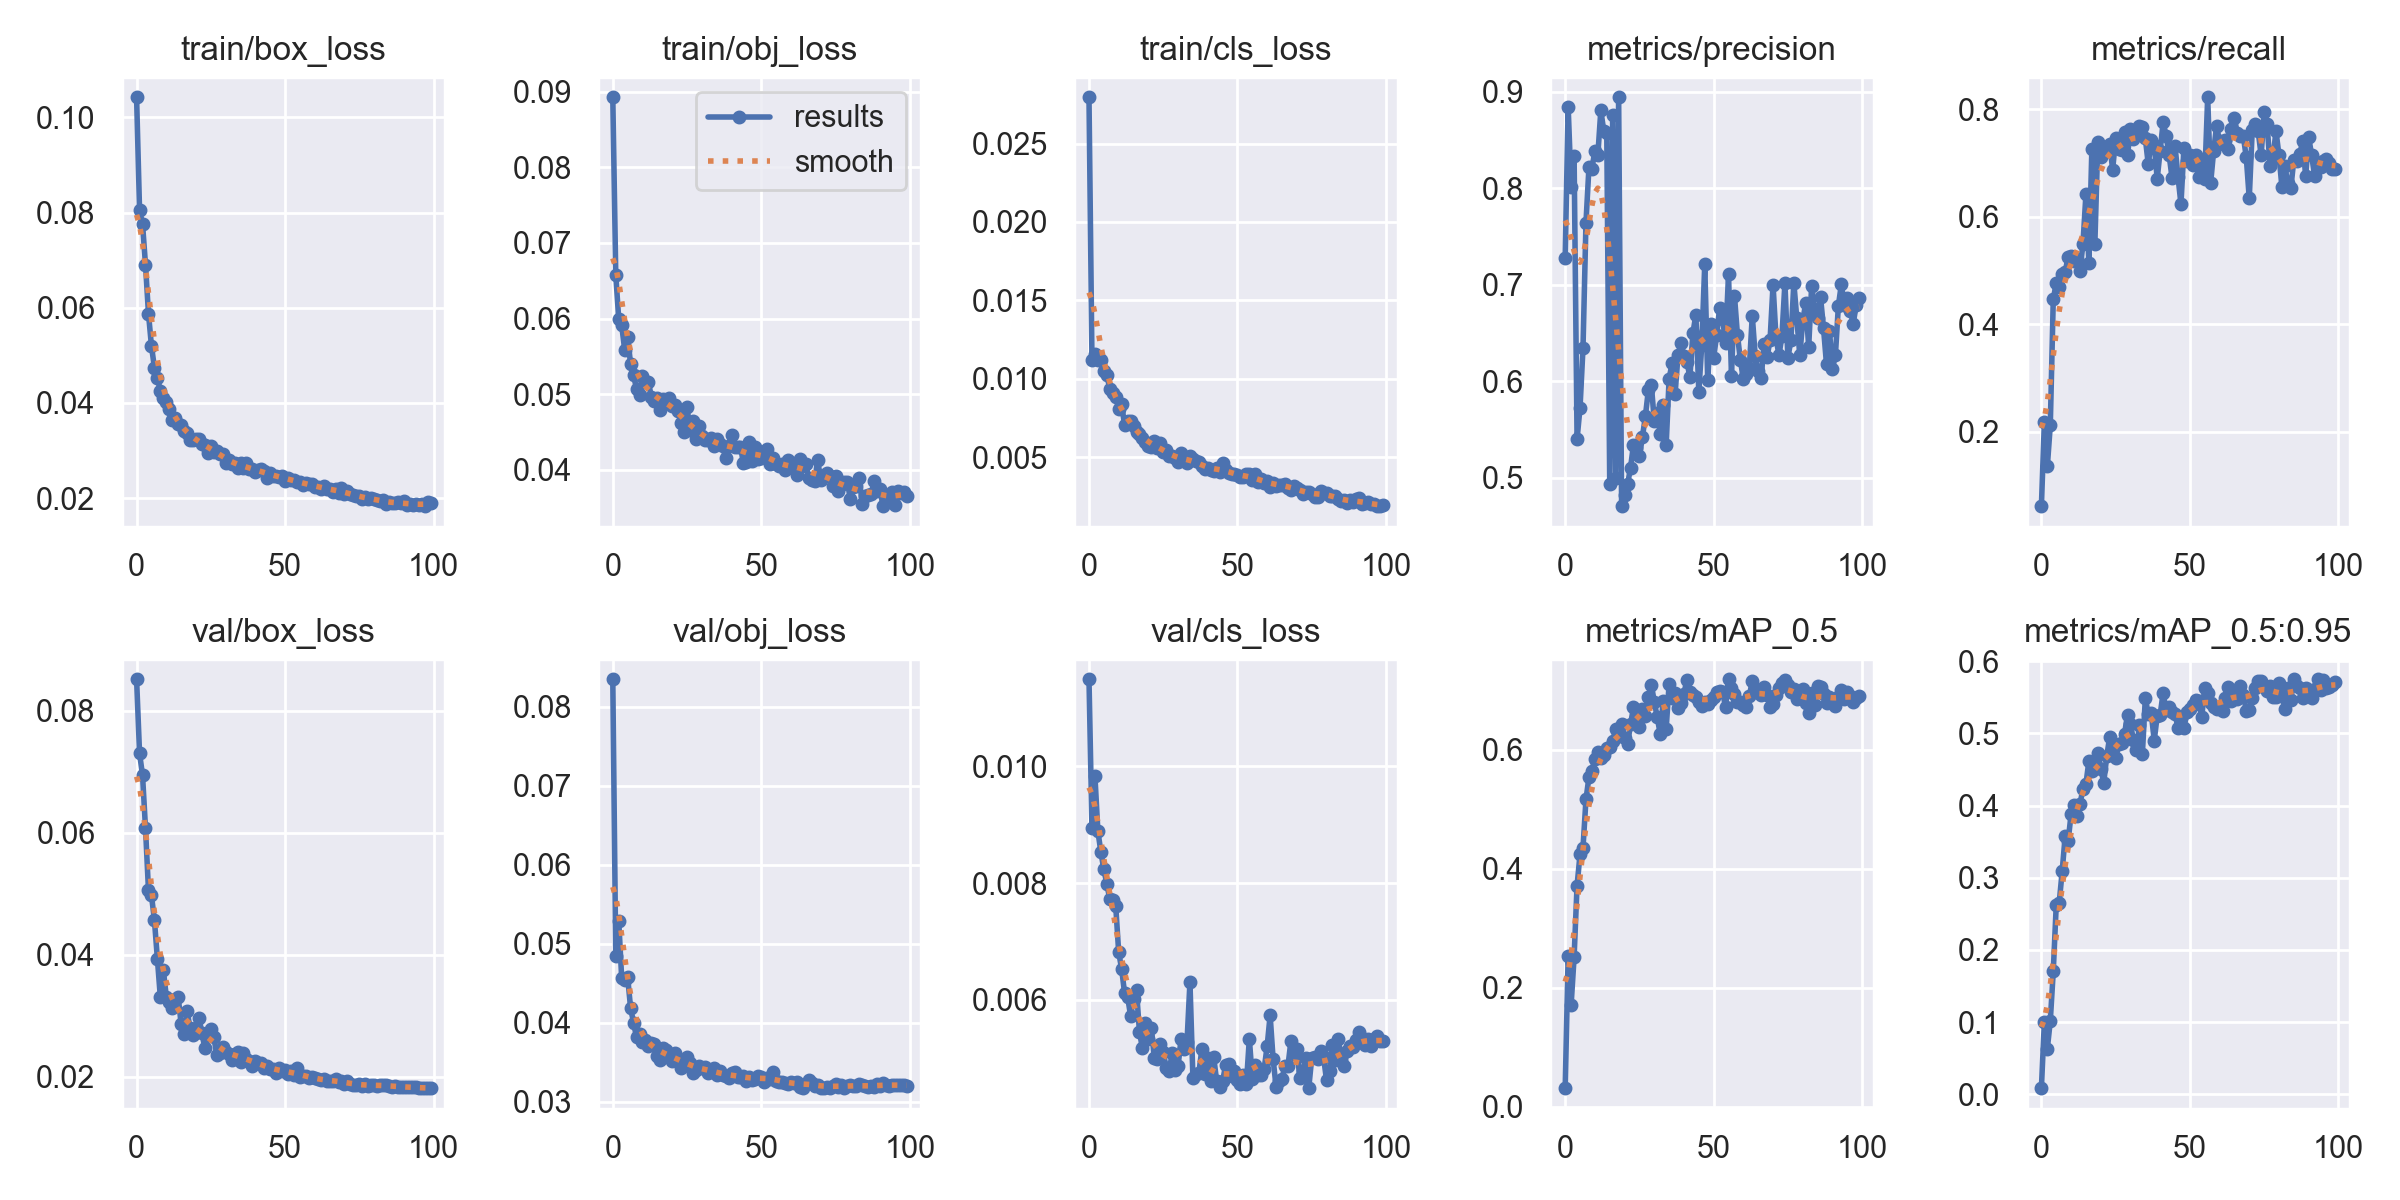 train/box_loss
train/obj_loss
train/cls_loss
metrics/precision
metrics/recall
0.10
0.08
0.06
0.04
0.02
0 50 100
0.09
0.08
0.07
0.06
0.05
0.04
results
smooth
0 50 100
0.025
0.020
0.015
0.010
0.005
0 50 100
0.9
0.8
0.7
0.6
0.5
0 50 100
0.8
0.6
0.4
0.2
0 50 100
val/box_loss
val/obj_loss
val/cls_loss
metrics/mAP_0.5
metrics/mAP_0.5:0.95
0.08
0.06
0.04
0.02
0 50 100
0.08
0.07
0.06
0.05
0.04
0.03
0 50 100
0.010
0.008
0.006
0 50 100
0.6
0.4
0.2
0.0
0 50 100
0.6
0.5
0.4
0.3
0.2
0.1
0.0
0 50 100